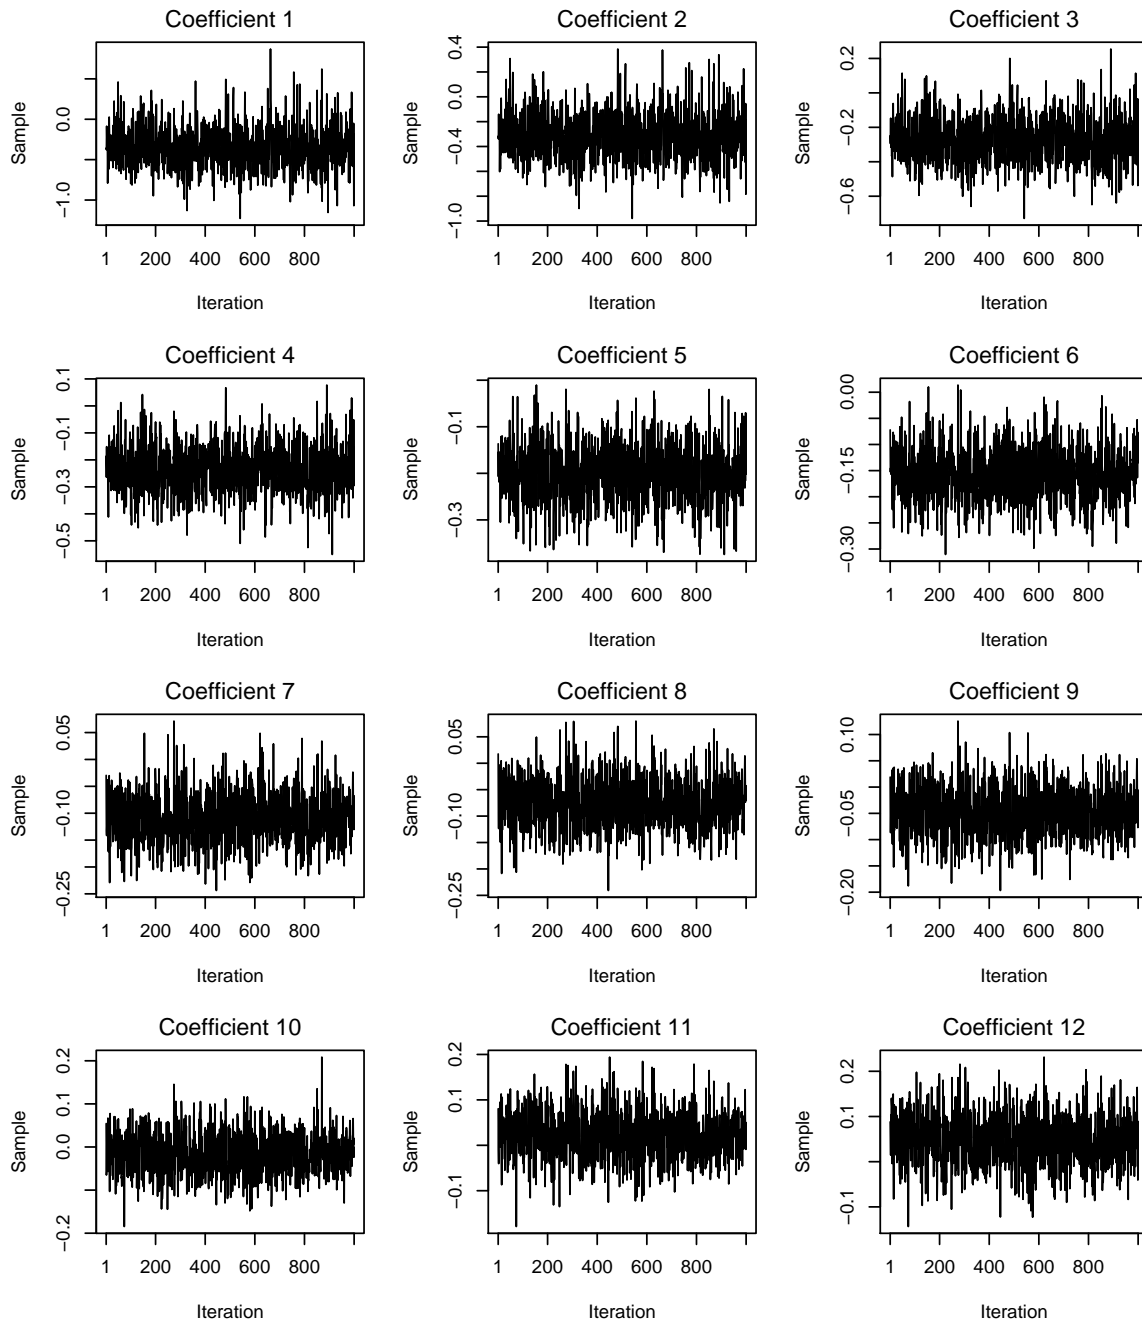 Coefficient 1 Coefficient 2 Coefficient 3
Sample −1.0 0.0 Sample −1.0 −0.4 0.0 0.4 Sample −0.6 −0.2 0.2
1 200 400 600 800 1 200 400 600 800 1 200 400 600 800
Iteration Iteration Iteration
Coefficient 4 Coefficient 5 Coefficient 6
Sample −0.5 −0.3 −0.1 0.1 Sample −0.3 −0.1 Sample −0.30 −0.15 0.00
1 200 400 600 800 1 200 400 600 800 1 200 400 600 800
Iteration Iteration Iteration
Coefficient 7 Coefficient 8 Coefficient 9
Sample −0.25 −0.10 0.05 Sample −0.25 −0.10 0.05 Sample −0.20 −0.05 0.10
1 200 400 600 800 1 200 400 600 800 1 200 400 600 800
Iteration Iteration Iteration
Coefficient 10 Coefficient 11 Coefficient 12
Sample −0.2 0.0 0.1 0.2 Sample −0.1 0.1 0.2 Sample −0.1 0.1 0.2
1 200 400 600 800 1 200 400 600 800 1 200 400 600 800
Iteration Iteration Iteration